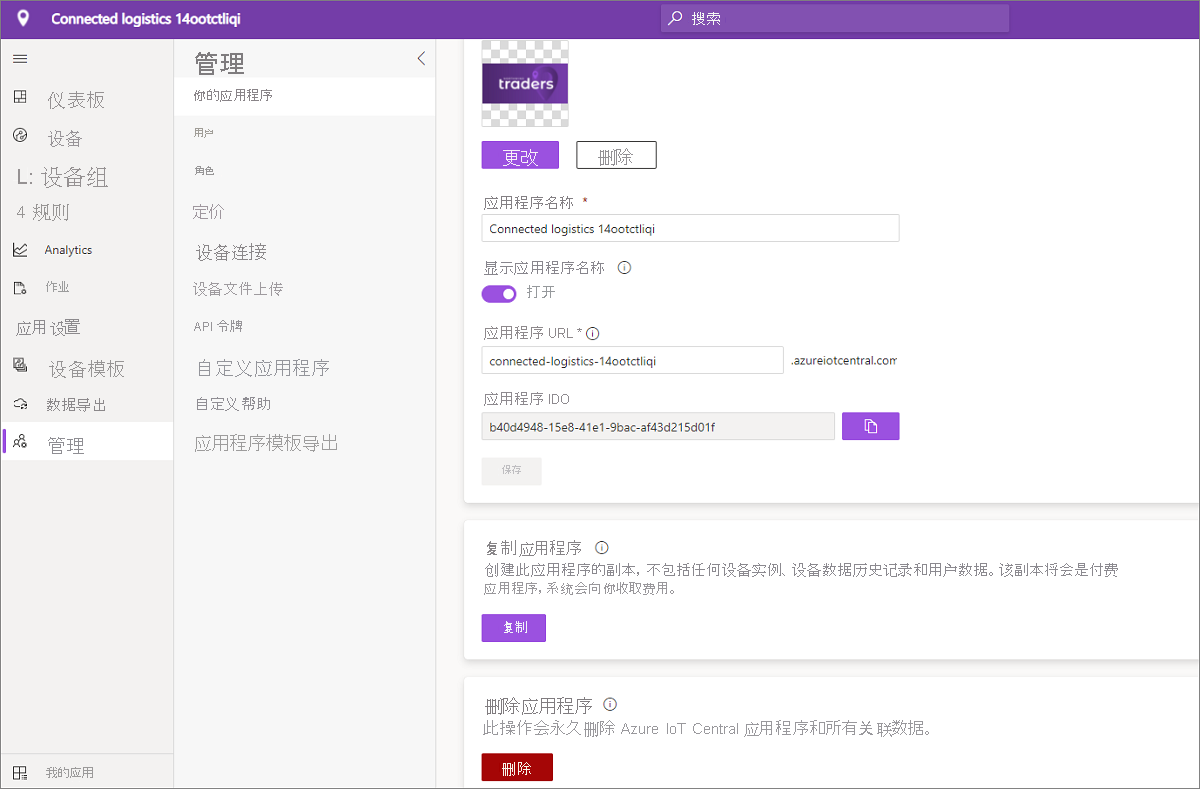 Connected logistics 14ootctliqi
搜索
仪表板
设备
L: 设备组
4 规则
Analytics
作业
应用设置
设备模板
数据导出
管理
我的应用
管理
你的应用程序
用户
角色
定价
设备连接
设备文件上传
API 令牌
自定义应用程序
自定义帮助
应用程序模板导出
traders
更改
删除
应用程序名称 *
Connected logistics 14ootctliqi
显示应用程序名称
打开
应用程序 URL *
connected-logistics-14ootctliqi
.azureiotcentral.com
应用程序 IDO
b40d4948-15e8-41e1-9bac-af43d215d01f
保存
复制应用程序
创建此应用程序的副本, 不包括任何设备实例、设备数据历史记录和用户数据。该副本将会是付费
应用程序, 系统会向你收取费用。
复制
删除应用程序
此操作会永久删除 Azure IoT Central 应用程序和所有关联数据。
删除